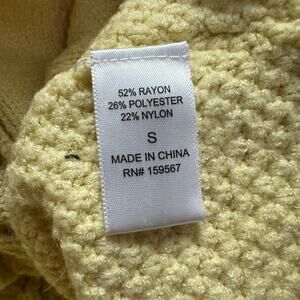 52% RAYON
26% POLYESTER
22% NYLON
S
MADE IN CHINA
RN# 159567